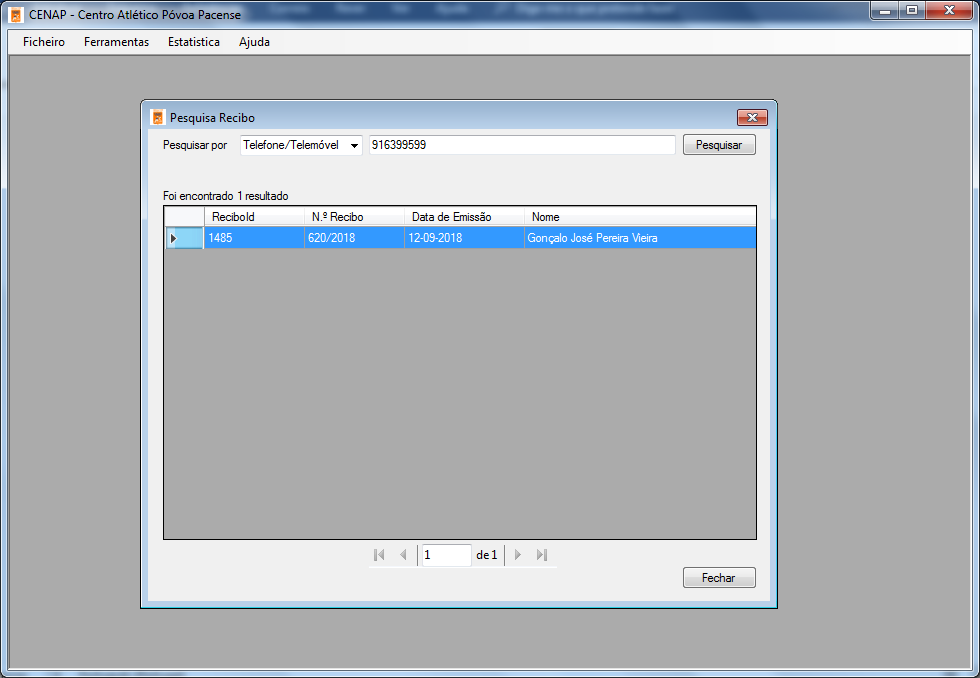 CENAP - Centro Atlético Póvoa Pacense
Ficheiro Ferramentas Estatistica Ajuda
Pesquisa Recibo
Pesquisar por Telefone/Telemóvel 916399599 Pesquisar
Foi encontrado 1 resultado
ReciboId N.º Recibo Data de Emissão Nome
1485 620/2018 12-09-2018 Gonçalo José Pereira Vieira
1 de 1
Fechar